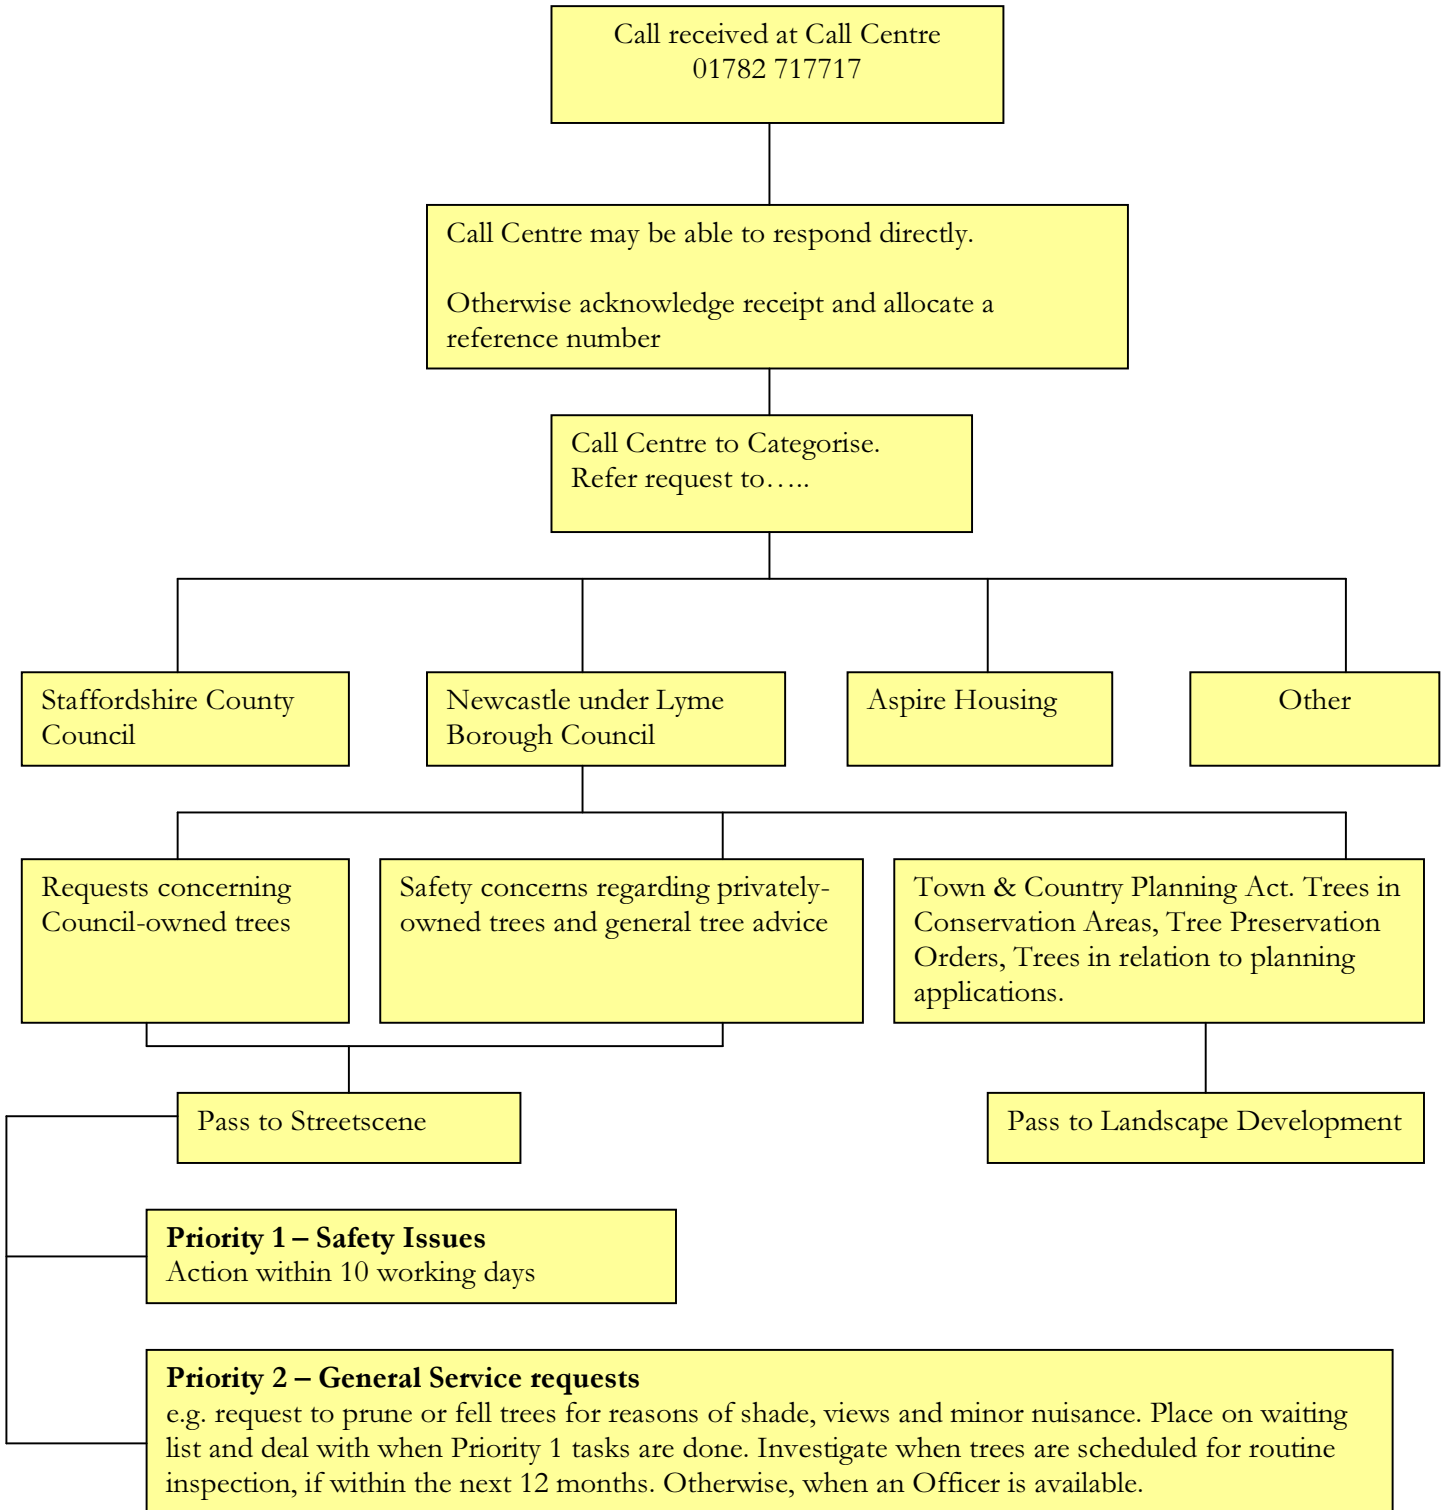 Call received at Call Centre
01782 717717
Call Centre may be able to respond directly.
Otherwise acknowledge receipt and allocate a
reference number
Call Centre to Categorise.
Refer request to…..
Staffordshire County
Council
Newcastle under Lyme
Borough Council
Aspire Housing
Other
Requests concerning
Council-owned trees
Safety concerns regarding privately-
owned trees and general tree advice
Town & Country Planning Act. Trees in
Conservation Areas, Tree Preservation
Orders, Trees in relation to planning
applications.
Pass to Streetscene
Pass to Landscape Development
Priority 1 – Safety Issues
Action within 10 working days
Priority 2 – General Service requests
e.g. request to prune or fell trees for reasons of shade, views and minor nuisance. Place on waiting
list and deal with when Priority 1 tasks are done. Investigate when trees are scheduled for routine
inspection, if within the next 12 months. Otherwise, when an Officer is available.